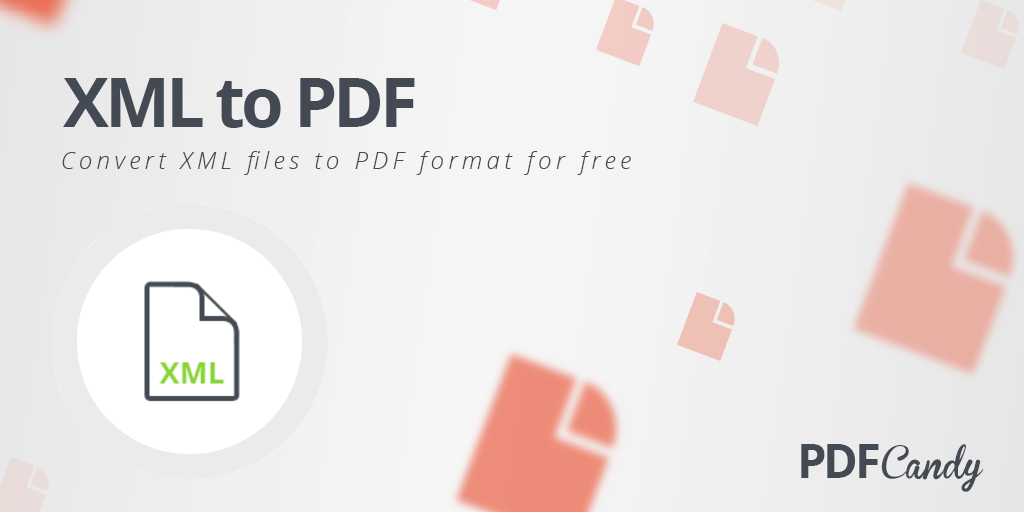 XML to PDF
Convert XML files to PDF format for free
XML
PDFCandy